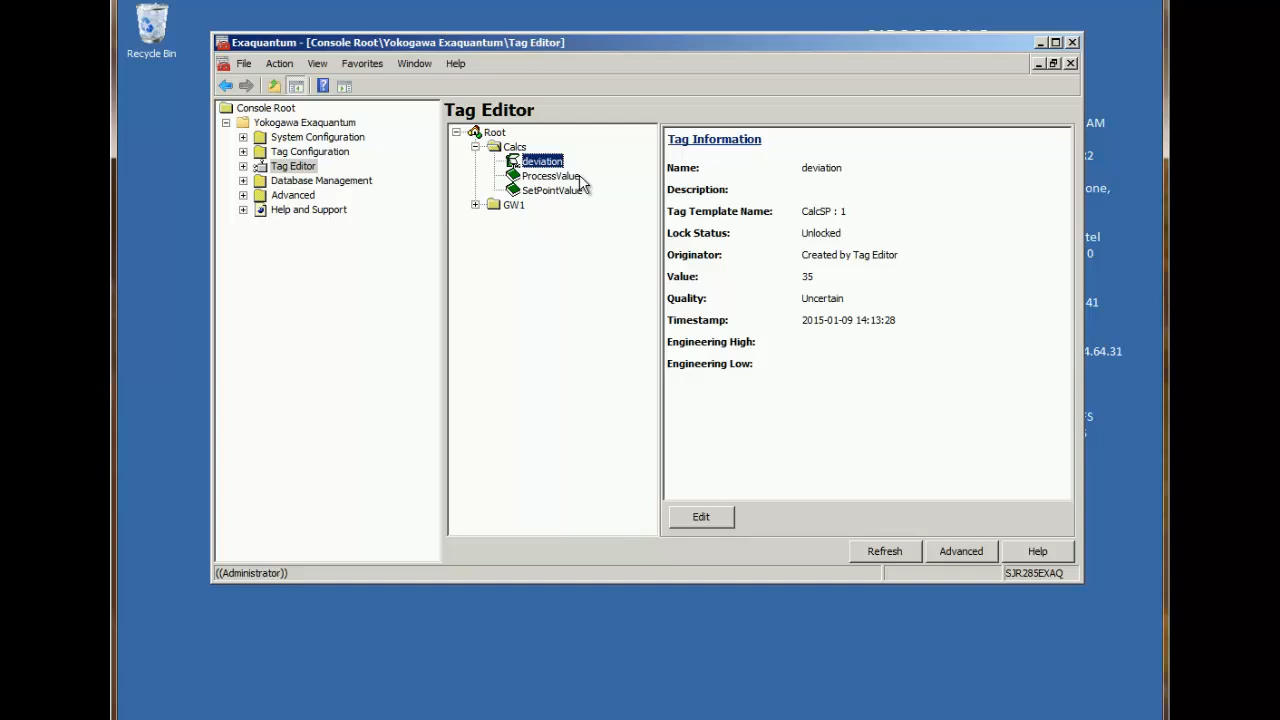 Recycle Bin
Exaquantum - [Console Root\Yokogawa Exaquantum\Tag Editor]
File Action View Favorites Window Help
Console Root
Yokogawa Exaquantum
System Configuration
Tag Configuration
Tag Editor
Database Management
Advanced
Help and Support
Tag Editor
Root
Calcs
deviation
ProcessValue
SetPointValue
GW1
Tag Information
Name: deviation
Description:
Tag Template Name: CalcSP : 1
Lock Status: Unlocked
Originator: Created by Tag Editor
Value: 35
Quality: Uncertain
Timestamp: 2015-01-09 14:13:28
Engineering High:
Engineering Low:
Edit
Refresh Advanced Help
((Administrator)) SJR285EXAQ
AM
2
one,
tel
0
41
4.64.31
FS